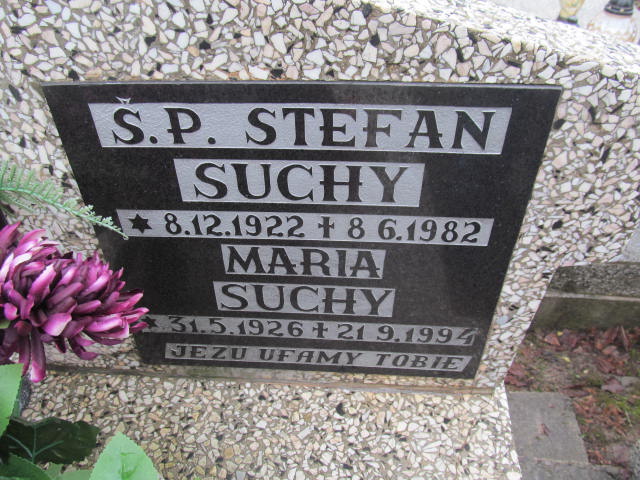 Ś.P. STEFAN
SUCHY
★ 8.12.1922 ✝ 8 6.1982
MARIA
SUCHY
★ 31.5.1926 ✝ 21.9.1994
JEZU UFAMY TOBIE